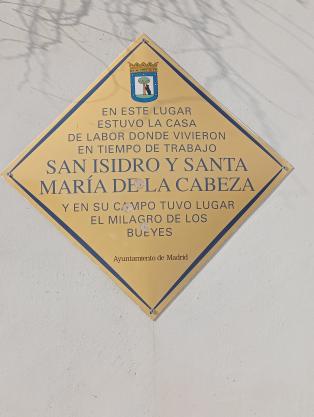 EN ESTE LUGAR
ESTUVO LA CASA
DE LABOR DONDE VIVIERON
EN TIEMPO DE TRABAJO
SAN ISIDRO Y SANTA
MARÍA DE LA CABEZA
Y EN SU CAMPO TUVO LUGAR
EL MILAGRO DE LOS
BUEYES
Ayuntamiento de Madrid